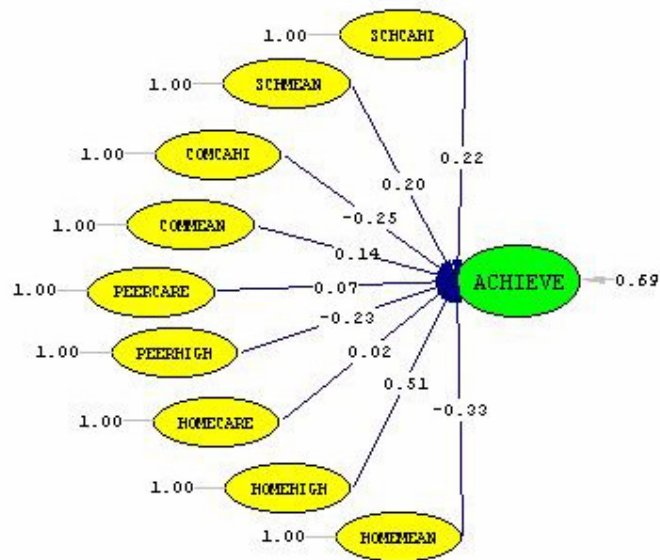 1.00 SCHCAHI
1.00 SCHMEAN
1.00 COMCAHI 0.22
0.20
-0.25
1.00 COMMEAN
0.14
1.00 PEERCARE 0.07 ACHIEVE 0.69
-0.23
1.00 PEERHIGH
0.02
0.51
1.00 HOMECARE -0.33
1.00 HOMEHIGH
1.00 HOMEMEAN